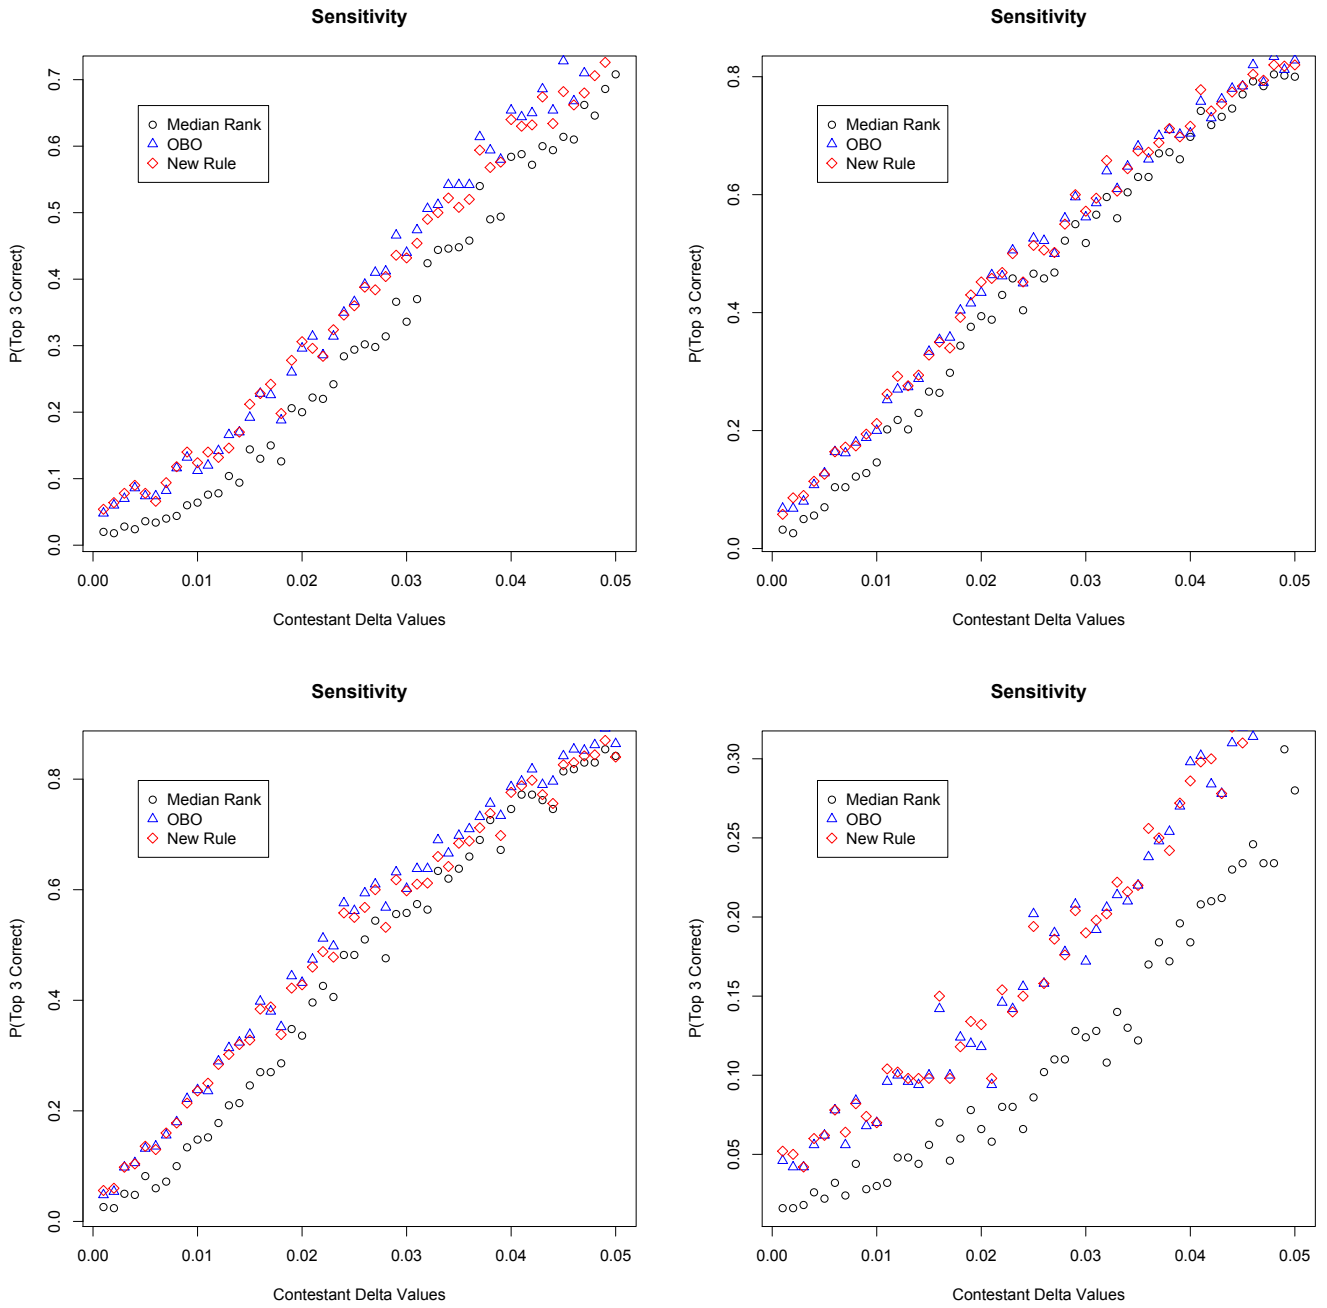 Sensitivity
P(Top 3 Correct)
0.0 0.1 0.2 0.3 0.4 0.5 0.6 0.7
Median Rank
OBO
New Rule
0.00 0.01 0.02 0.03 0.04 0.05
Contestant Delta Values
Sensitivity
P(Top 3 Correct)
0.0 0.2 0.4 0.6 0.8
Median Rank
OBO
New Rule
0.00 0.01 0.02 0.03 0.04 0.05
Contestant Delta Values
Sensitivity
P(Top 3 Correct)
0.0 0.2 0.4 0.6 0.8
Median Rank
OBO
New Rule
0.00 0.01 0.02 0.03 0.04 0.05
Contestant Delta Values
Sensitivity
P(Top 3 Correct)
0.05 0.10 0.15 0.20 0.25 0.30
Median Rank
OBO
New Rule
0.00 0.01 0.02 0.03 0.04 0.05
Contestant Delta Values